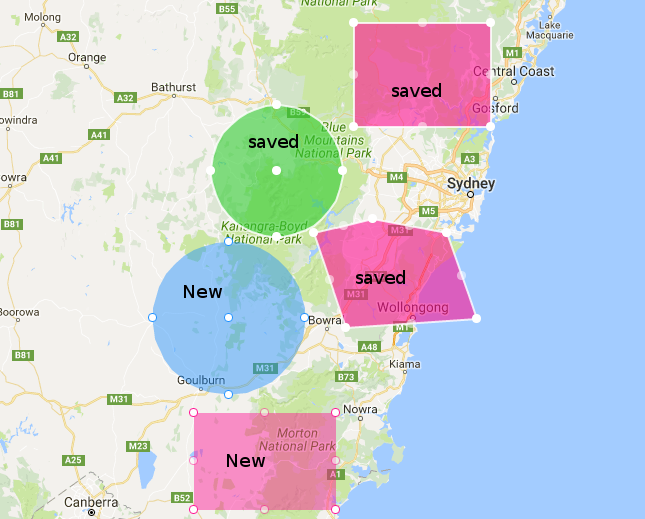 National Park
B55
Molong
A32
Orange
Lake
Macquarie
M1
Central Coast
saved
Bathurst
B81
A32
Gosford
owindra
B59
saved
Blue
Mountains
National Park
A41
A41
A3
owra
M4
Sydney
M5
B81
Kanangra-Boyd
National Park
M31
saved
New
M31
Wollongong
Boorowa
Bowra
M1
A48
B81
M31
Kiama
Goulburn
B73
M31
Nowra
Morton
National Park
M23
A25
New
A1
B52
Canberra